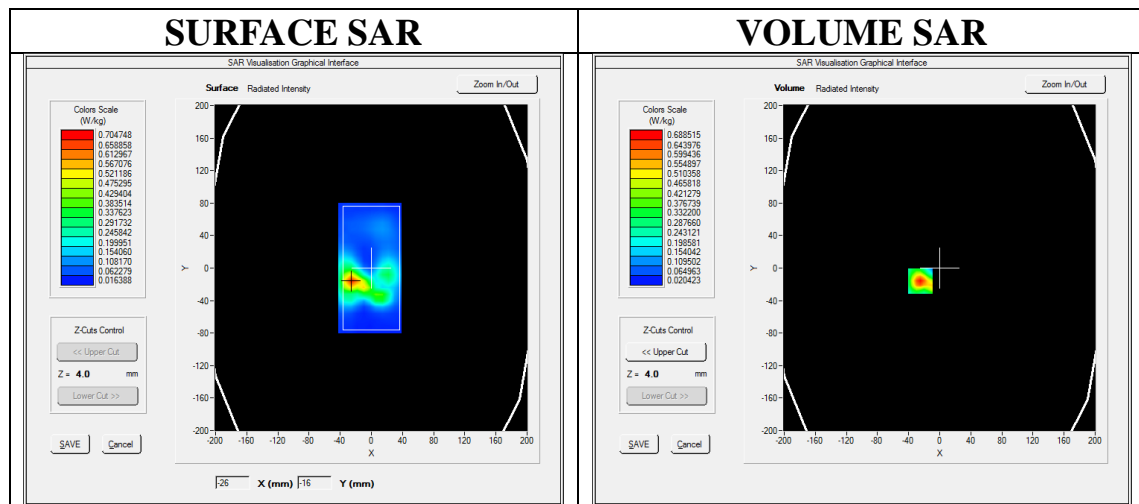 SURFACE SAR
VOLUME SAR
SAR Visualisation Graphical Interface
Surface Radiated Intensity
Zoom In/Out
Colors Scale
(W/kg)
0.704748
0.658858
0.612967
0.567076
0.521186
0.475295
0.429404
0.383514
0.337623
0.291732
0.245842
0.199951
0.154060
0.108170
0.062279
0.016388
200
160
120
80
40
0
-40
-80
-120
-160
-200
Y
-200 -160 -120 -80 -40 0 40 80 120 160 200
X
Z-Cuts Control
<< Upper Cut
Z = 4.0 mm
Lower Cut >>
SAVE Cancel
-26 X (mm) -16 Y (mm)
SAR Visualisation Graphical Interface
Volume Radiated Intensity
Zoom In/Out
Colors Scale
(W/kg)
0.688515
0.643976
0.599436
0.554897
0.510358
0.465818
0.421279
0.376739
0.332200
0.287660
0.243121
0.198581
0.154042
0.109502
0.064963
0.020423
200
160
120
80
40
0
-40
-80
-120
-160
-200
Y
-200 -160 -120 -80 -40 0 40 80 120 160 200
X
Z-Cuts Control
<< Upper Cut
Z = 4.0 mm
Lower Cut >>
SAVE Cancel